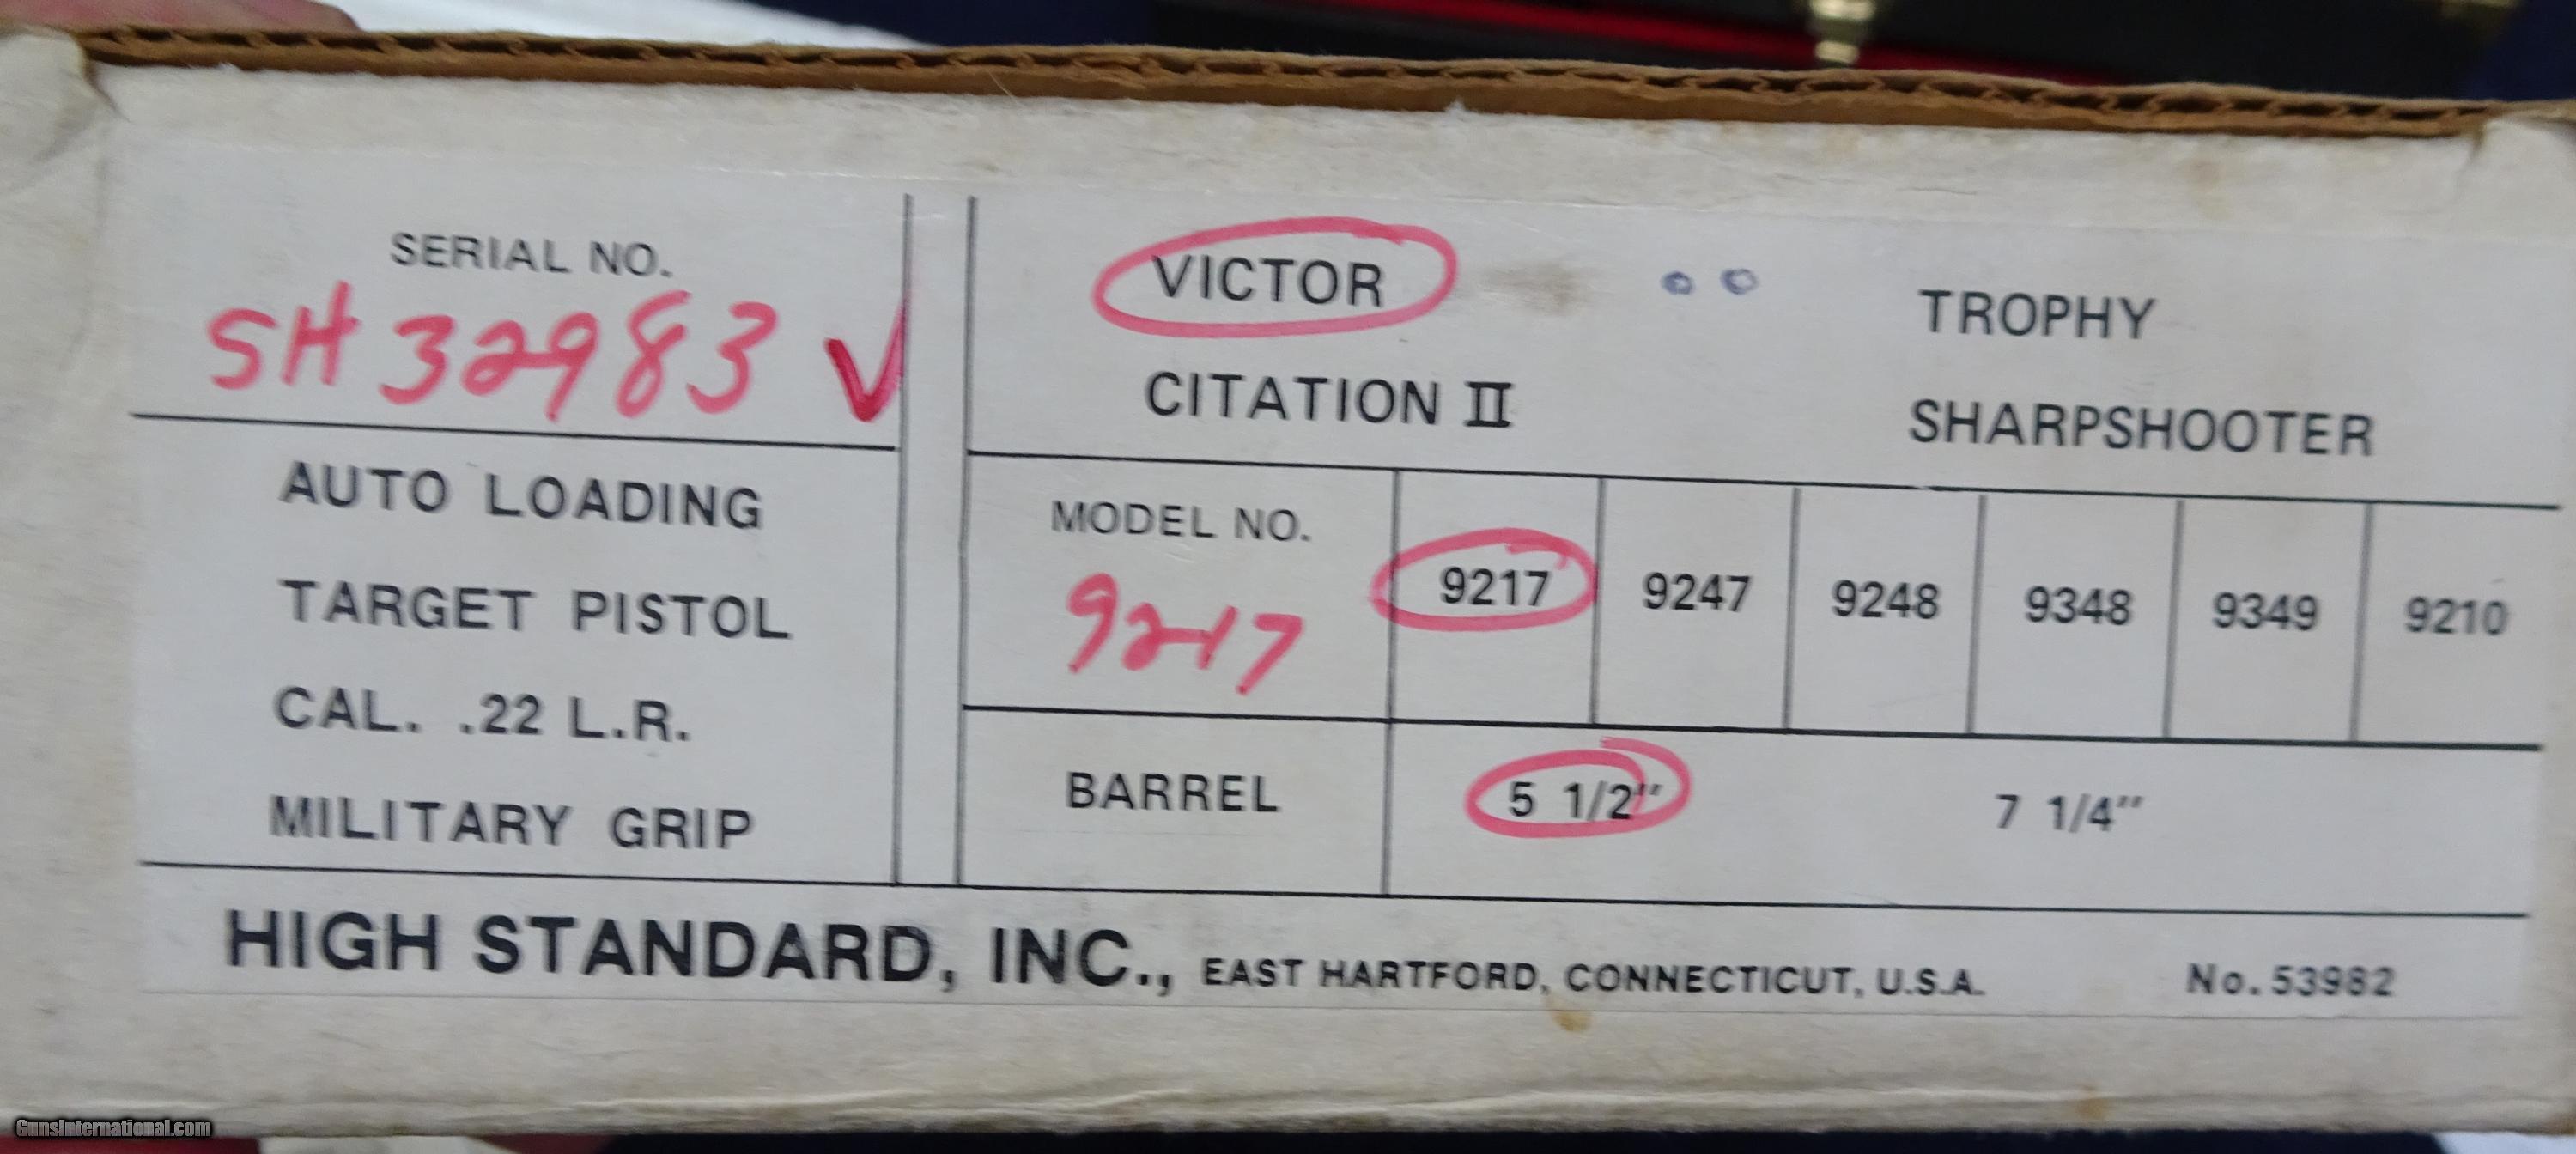 SERIAL NO.
SH32983 ✓
AUTO LOADING
TARGET PISTOL
CAL. .22 L.R.
MILITARY GRIP
VICTOR
TROPHY
CITATION II
SHARPSHOOTER
MODEL NO. 9217 9247 9248 9348 9349 9210
9217
BARREL 5 1/2" 7 1/4"
HIGH STANDARD, INC., EAST HARTFORD, CONNECTICUT, U.S.A. No. 53982
GunsInternational.com